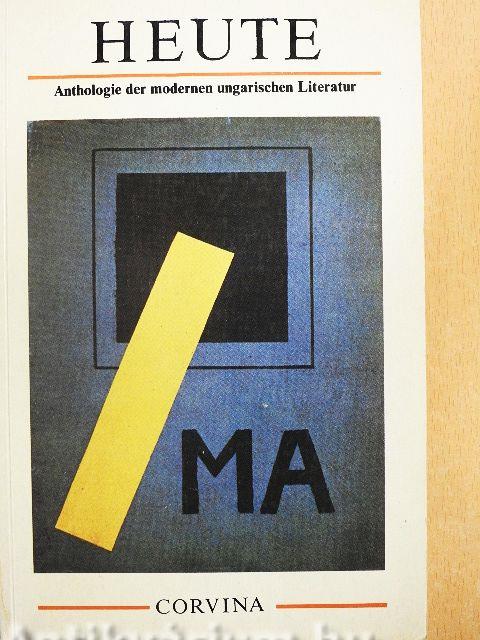 HEUTE
Anthologie der modernen ungarischen Literatur
MA
CORVINA